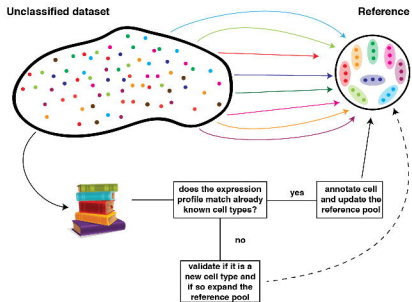 Unclassified dataset
Reference
does the expression
profile match already
known cell types?
yes
annotate cell
and update the
reference pool
no
validate if it is a
new cell type and
if so expand the
reference pool